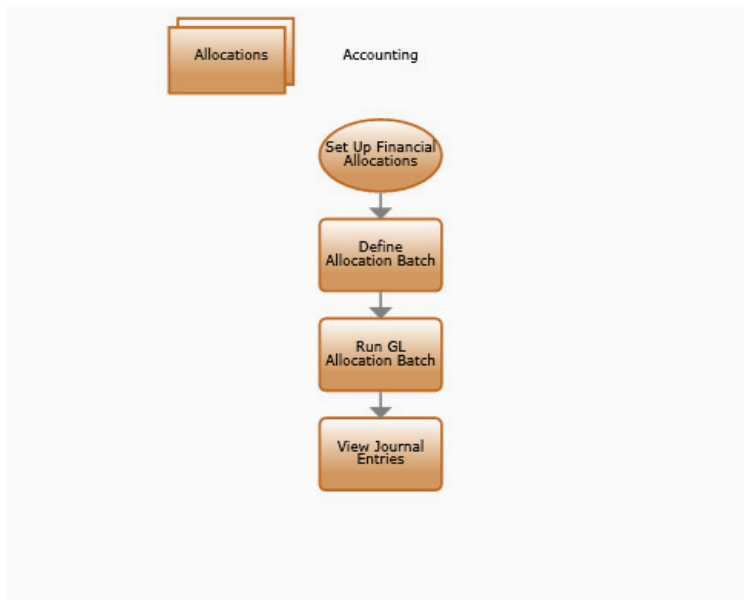 Allocations
Accounting
Set Up Financial
Allocations
Define
Allocation Batch
Run GL
Allocation Batch
View Journal
Entries